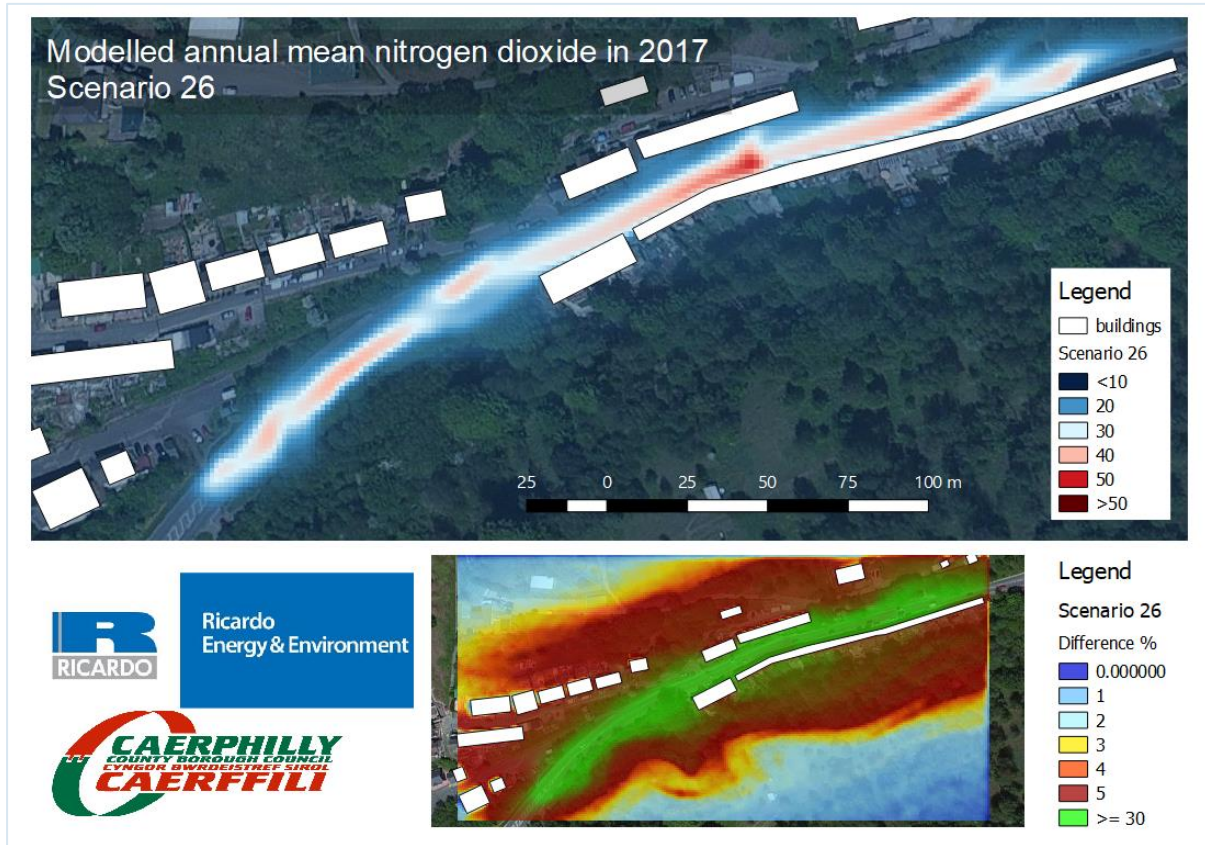 Modelled annual mean nitrogen dioxide in 2017
Scenario 26
Legend
buildings
Scenario 26
<10
20
30
40
50
>50
25 0 25 50 75 100 m
R
RICARDO
Ricardo
Energy & Environment
CAERPHILLY
COUNTY BOROUGH COUNCIL
CYNGOR BWRDEISTREF SIROL
CAERFFILI
Legend
Scenario 26
Difference %
0.000000
1
2
3
4
5
>= 30